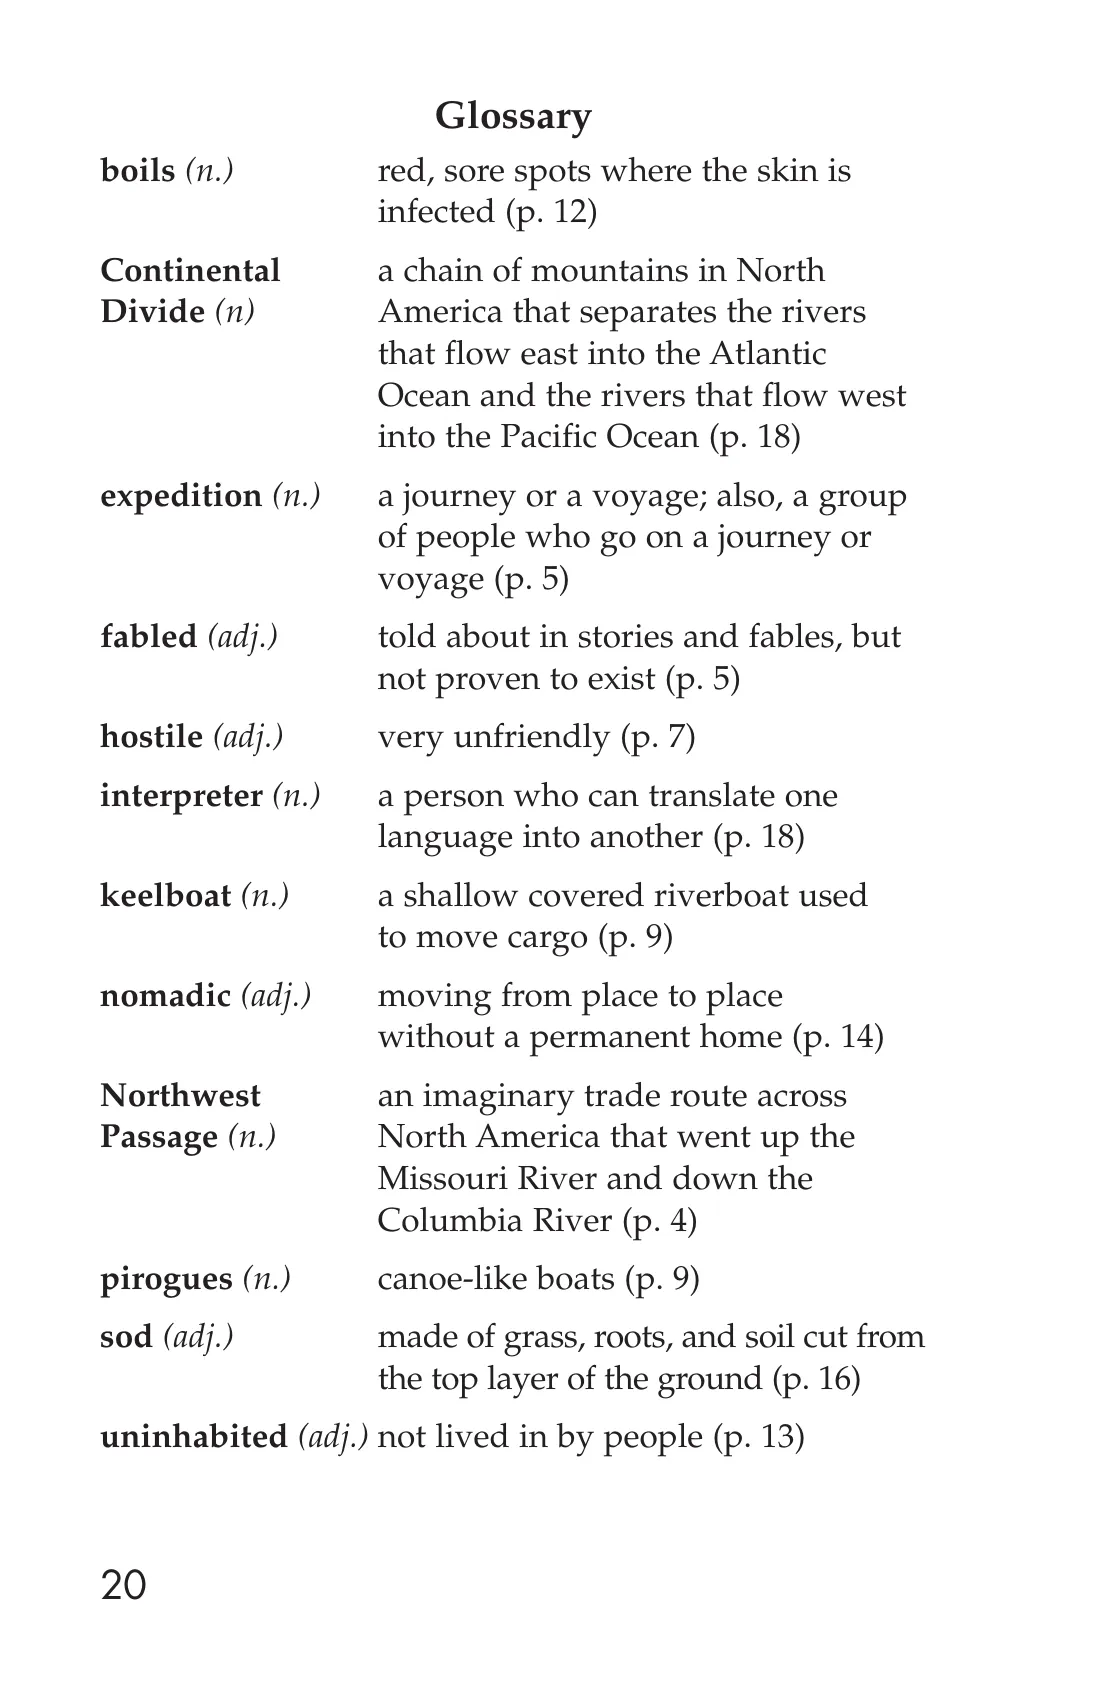 Glossary
boils (n.) red, sore spots where the skin is
infected (p. 12)
Continental a chain of mountains in North
Divide (n) America that separates the rivers
that flow east into the Atlantic
Ocean and the rivers that flow west
into the Pacific Ocean (p. 18)
expedition (n.) a journey or a voyage; also, a group
of people who go on a journey or
voyage (p. 5)
fabled (adj.) told about in stories and fables, but
not proven to exist (p. 5)
hostile (adj.) very unfriendly (p. 7)
interpreter (n.) a person who can translate one
language into another (p. 18)
keelboat (n.) a shallow covered riverboat used
to move cargo (p. 9)
nomadic (adj.) moving from place to place
without a permanent home (p. 14)
Northwest an imaginary trade route across
Passage (n.) North America that went up the
Missouri River and down the
Columbia River (p. 4)
pirogues (n.) canoe-like boats (p. 9)
sod (adj.) made of grass, roots, and soil cut from
the top layer of the ground (p. 16)
uninhabited (adj.) not lived in by people (p. 13)
20